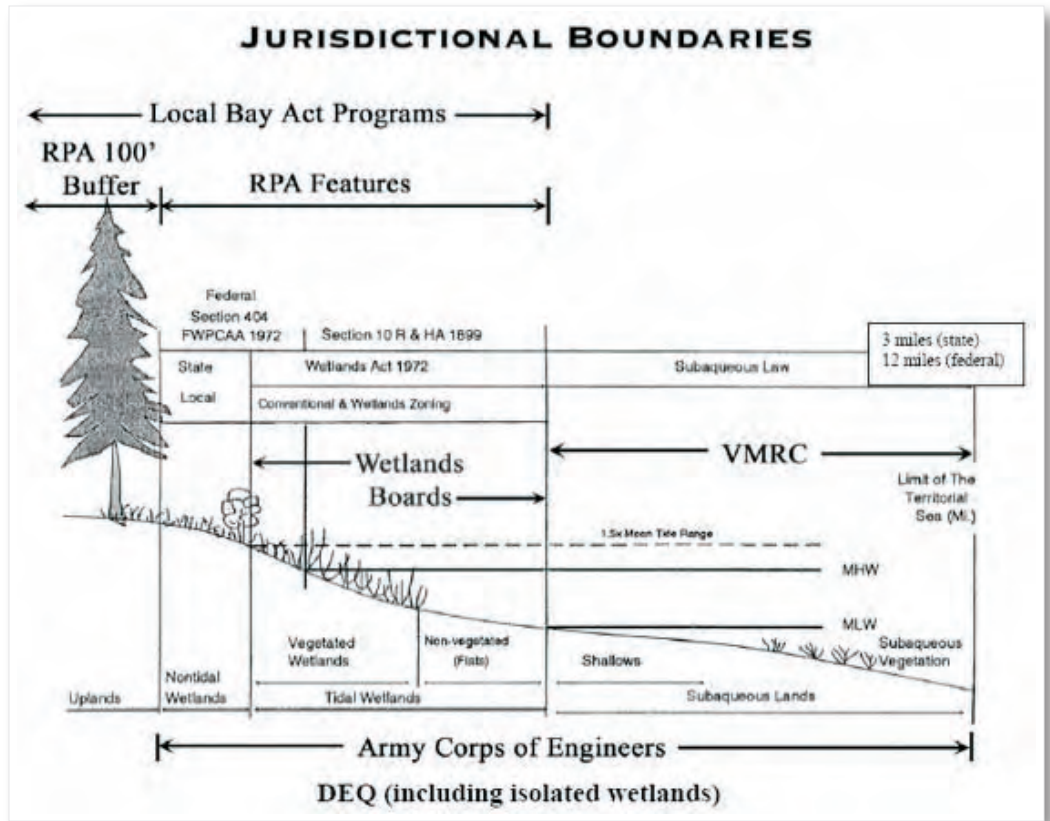 JURISDICTIONAL BOUNDARIES
Local Bay Act Programs
RPA 100'
Buffer
RPA Features
Federal
Section 404
FWPCAA 1972
Section 10 R & HA 1899
3 miles (state)
12 miles (federal)
State
Wetlands Act 1972
Subaqueous Law
Local
Conventional & Wetlands Zoning
Wetlands
Boards
VMRC
Limit of The
Territorial
Sea (Mi.)
1.5x Mean Tide Range
MHW
MLW
Vegetated
Wetlands
Non-vegetated
(Flats)
Shallows
Subaqueous
Vegetation
Uplands
Nontidal
Wetlands
Tidal Wetlands
Subaqueous Lands
Army Corps of Engineers
DEQ (including isolated wetlands)